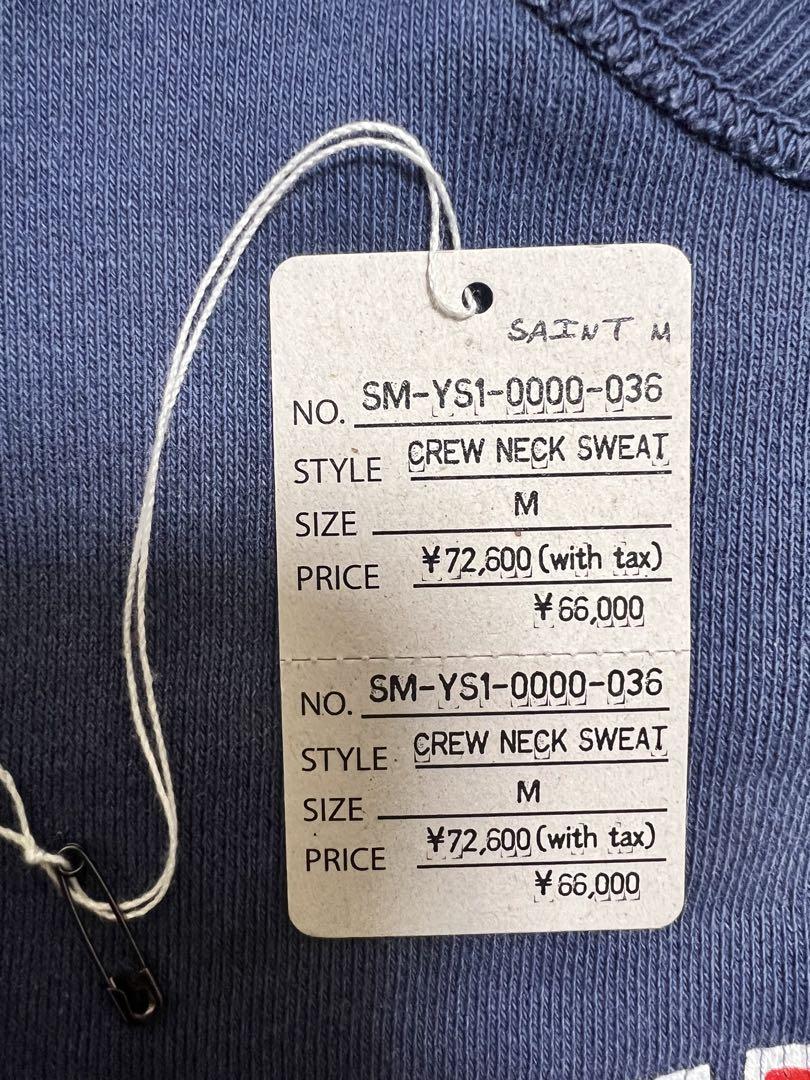 SAINT M
NO. SM-YS1-0000-036
STYLE CREW NECK SWEAT
SIZE M
PRICE ¥72,600(with tax)
¥66,000
NO. SM-YS1-0000-036
STYLE CREW NECK SWEAT
SIZE M
PRICE ¥72,600(with tax)
¥66,000